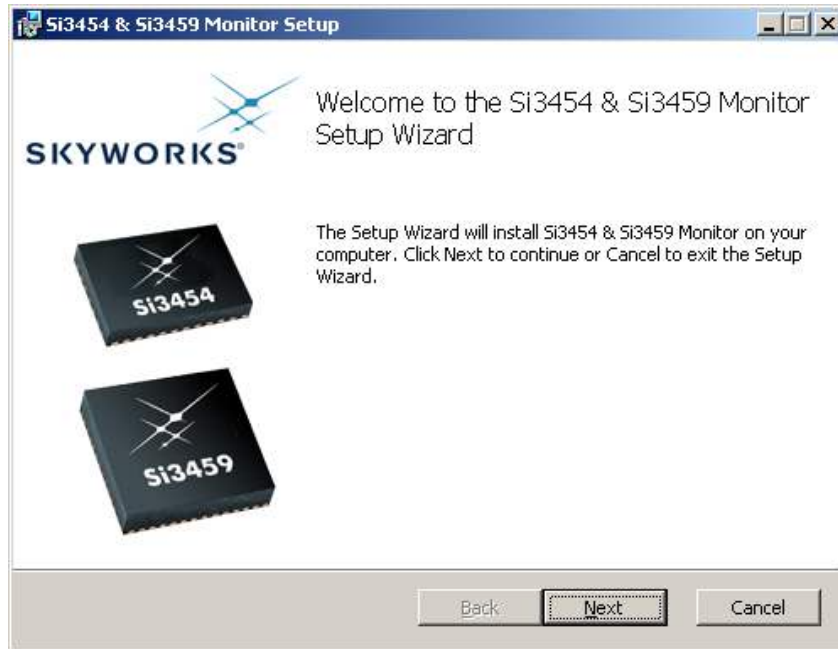 Si3454 & Si3459 Monitor Setup
SKYWORKS®
Welcome to the Si3454 & Si3459 Monitor
Setup Wizard
The Setup Wizard will install Si3454 & Si3459 Monitor on your
computer. Click Next to continue or Cancel to exit the Setup
Wizard.
Si3454
Si3459
Back Next Cancel